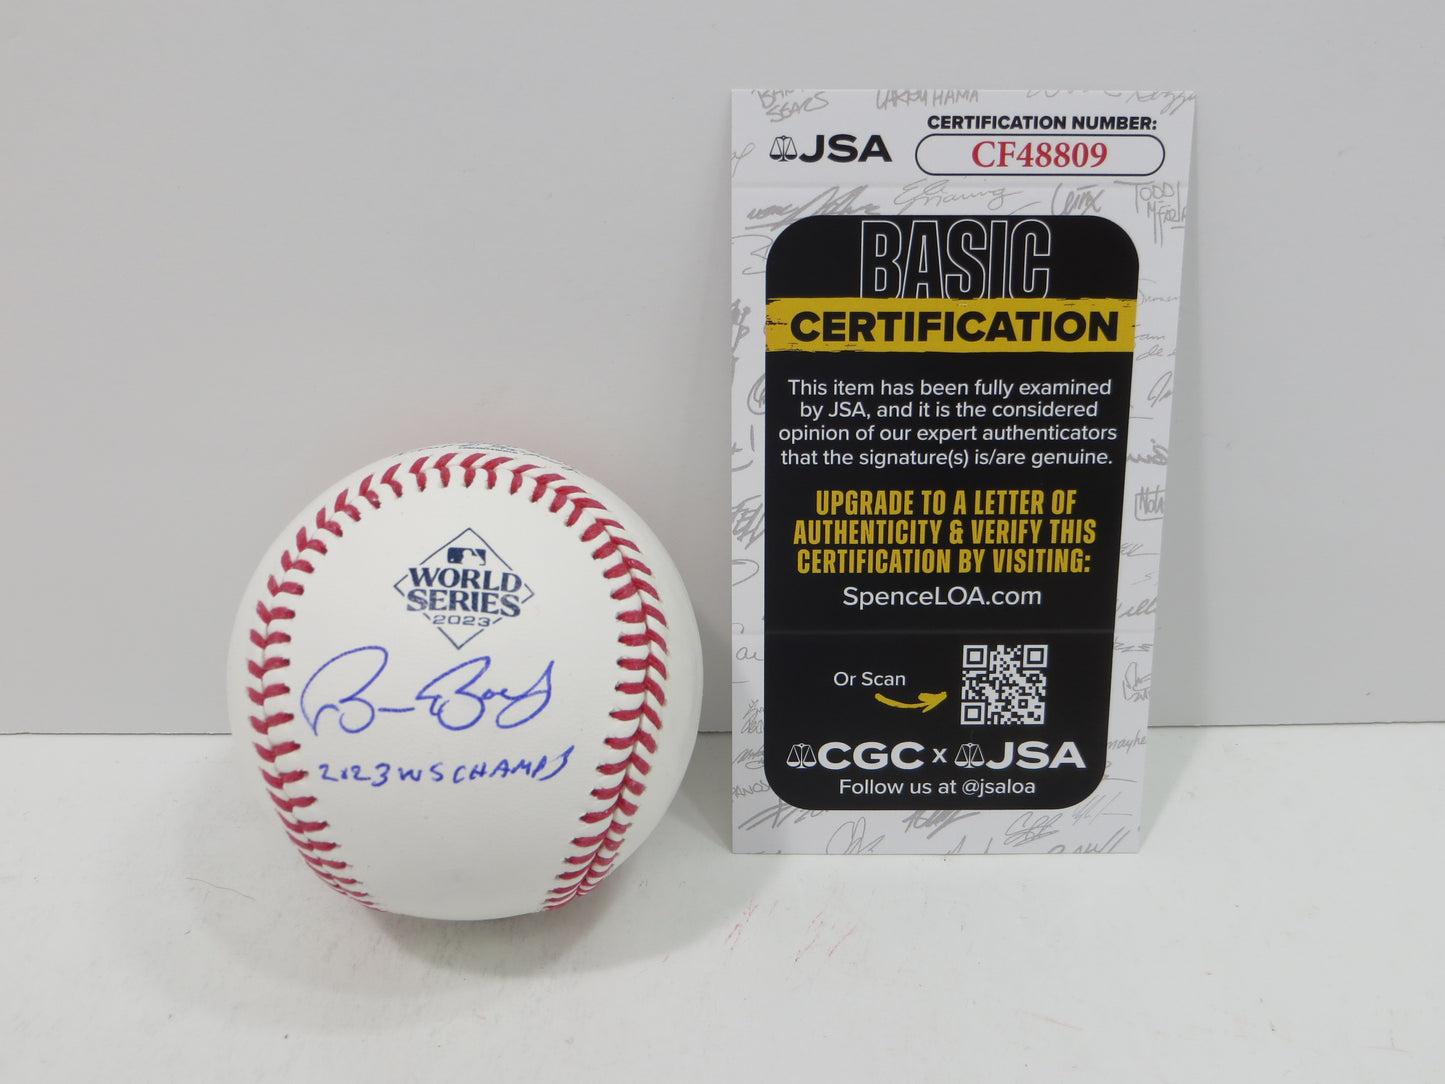 WORLD
SERIES
2023
2023 WS CHAMPS
JSA
CERTIFICATION NUMBER:
CF48809
BASIC
CERTIFICATION
This item has been fully examined
by JSA, and it is the considered
opinion of our expert authenticators
that the signature(s) is/are genuine.
UPGRADE TO A LETTER OF
AUTHENTICITY & VERIFY THIS
CERTIFICATION BY VISITING:
SpenceLOA.com
Or Scan
CGC x JSA
Follow us at @jsaloa